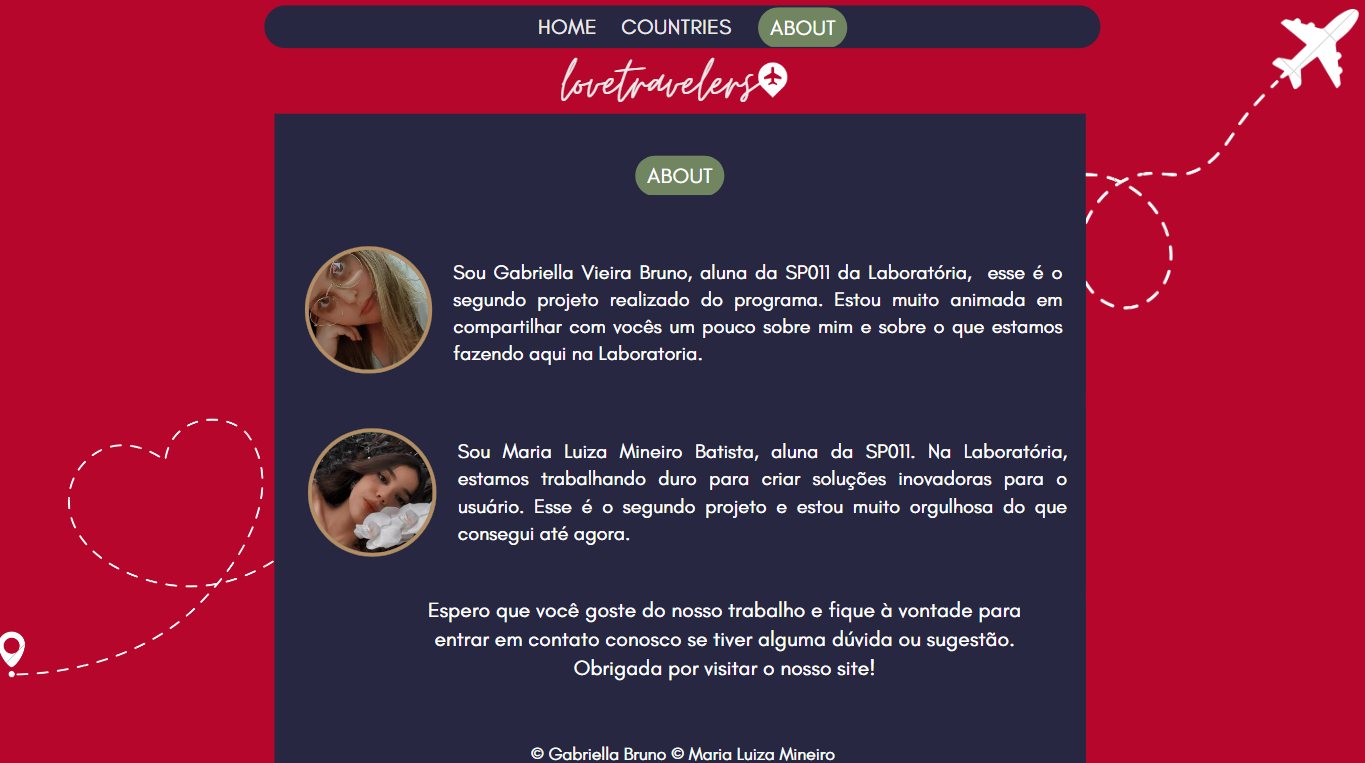 HOME COUNTRIES ABOUT
lovetravelers
ABOUT
Sou Gabriella Vieira Bruno, aluna da SP011 da Laboratória, esse é o
segundo projeto realizado do programa. Estou muito animada em
compartilhar com vocês um pouco sobre mim e sobre o que estamos
fazendo aqui na Laboratoria.
Sou Maria Luiza Mineiro Batista, aluna da SP011. Na Laboratória,
estamos trabalhando duro para criar soluções inovadoras para o
usuário. Esse é o segundo projeto e estou muito orgulhosa do que
consegui até agora.
Espero que você goste do nosso trabalho e fique à vontade para
entrar em contato conosco se tiver alguma dúvida ou sugestão.
Obrigada por visitar o nosso site!
© Gabriella Bruno © Maria Luiza Mineiro